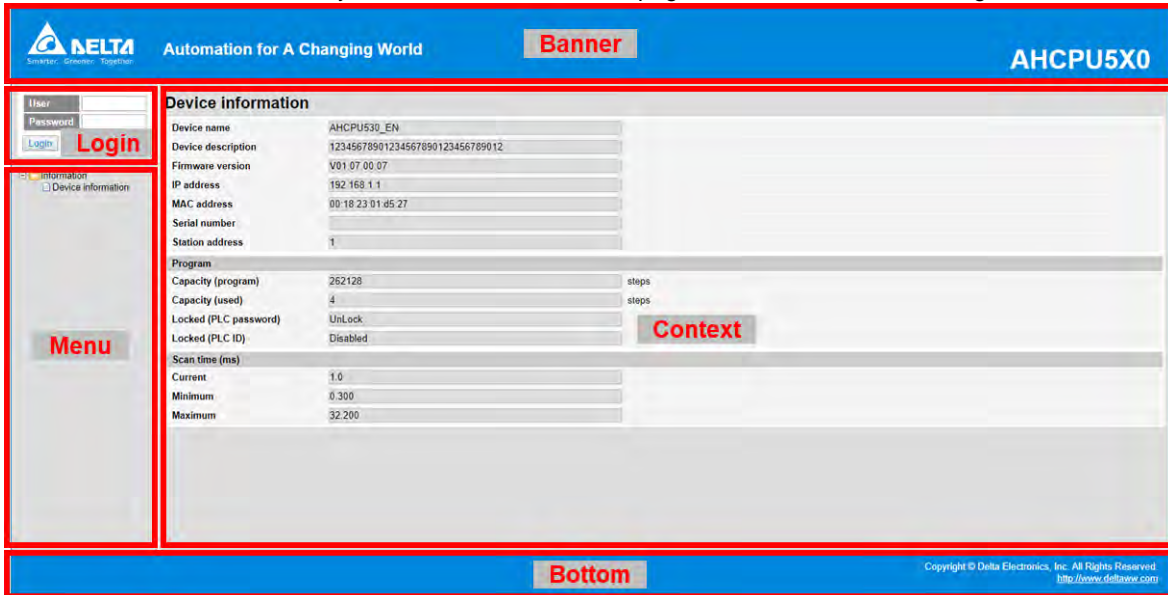 DELTA
Smarter. Greener. Together.
Automation for A Changing World
Banner
AHCPU5X0
User
Password
Login
Login
Information
Device information
Menu
Device information
Device name AHCPU530_EN
Device description 12345678901234567890123456789012
Firmware version V01.07.00.07
IP address 192.168.1.1
MAC address 00:18:23:01:d5:27
Serial number
Station address 1
Program
Capacity (program) 262128 steps
Capacity (used) 4 steps
Locked (PLC password) UnLock
Locked (PLC ID) Disabled
Context
Scan time (ms)
Current 1.0
Minimum 0.300
Maximum 32.200
Bottom
Copyright © Delta Electronics, Inc. All Rights Reserved.
http://www.deltaww.com